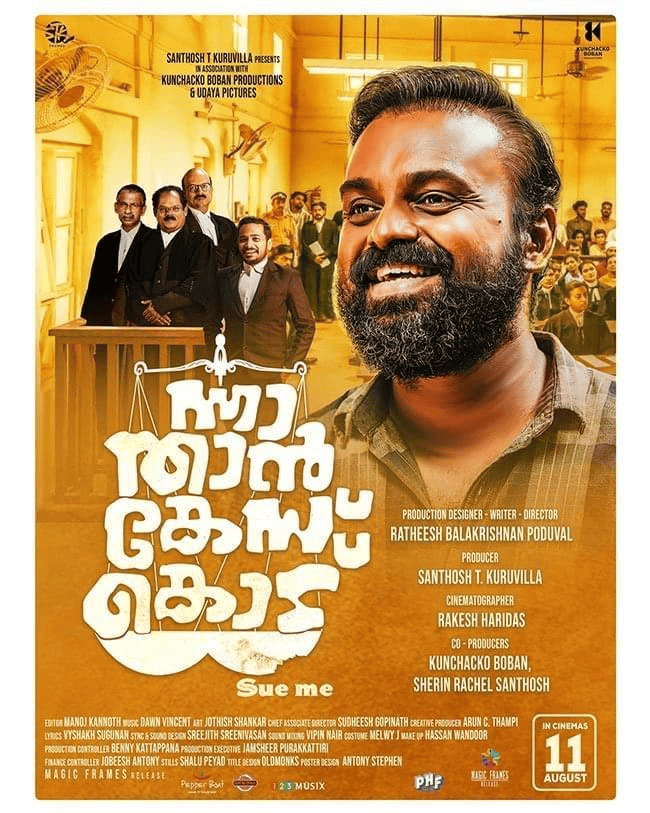 KUNCHACKO
BOBAN
SANTHOSH T KURUVILLA PRESENTS
IN ASSOCIATION WITH
KUNCHACKO BOBAN PRODUCTIONS
& UDAYA PICTURES
ന്നാ
താൻ
കേസ്
കൊട്
Sue me
PRODUCTION DESIGNER - WRITER - DIRECTOR
RATHEESH BALAKRISHNAN PODUVAL
PRODUCER
SANTHOSH T. KURUVILLA
CINEMATOGRAPHER
RAKESH HARIDAS
CO - PRODUCERS
KUNCHACKO BOBAN,
SHERIN RACHEL SANTHOSH
EDITOR MANOJ KANNOTH MUSIC DAWN VINCENT ART JOTHISH SHANKAR CHIEF ASSOCIATE DIRECTOR SUDHEESH GOPINATH CREATIVE PRODUCER ARUN C. THAMPI
LYRICS VYSHAKH SUGUNAN SYNC & SOUND DESIGN SREEJITH SREENIVASAN SOUND MIXING VIPIN NAIR COSTUME MELWY J MAKE UP HASSAN WANDOOR
PRODUCTION CONTROLLER BENNY KATTAPPANA PRODUCTION EXECUTIVE JAMSHEER PURAKKATTIRI
FINANCE CONTROLLER JOBEESH ANTONY STILLS SHALU PEYAD TITLE DESIGN OLDMONKS POSTER DESIGN ANTONY STEPHEN
MAGIC FRAMES RELEASE
Pepper Boat
123 MUSIX
PHF
MAGIC FRAMES
RELEASE
IN CINEMAS
11
AUGUST